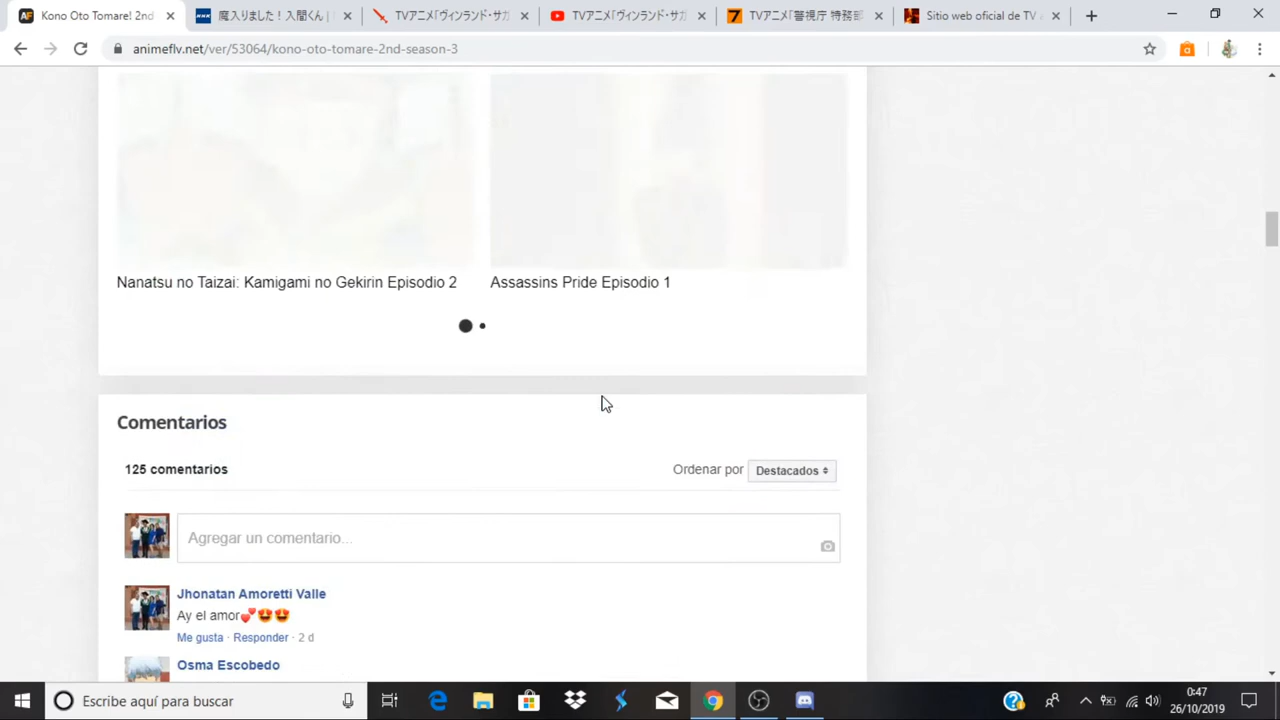 Kono Oto Tomare! 2nd
魔入りました！入間くん |
TVアニメ「ヴィンランド・サガ
TVアニメ「ヴィンランド・サガ
TVアニメ「警視庁 特務部
Sitio web oficial de TV
animeflv.net/ver/53064/kono-oto-tomare-2nd-season-3
Nanatsu no Taizai: Kamigami no Gekirin Episodio 2
Assassins Pride Episodio 1
Comentarios
125 comentarios
Ordenar por Destacados
Agregar un comentario...
Jhonatan Amoretti Valle
Ay el amor💕😍😍
Me gusta · Responder · 2 d
Osma Escobedo
Escribe aquí para buscar
0:47
26/10/2019